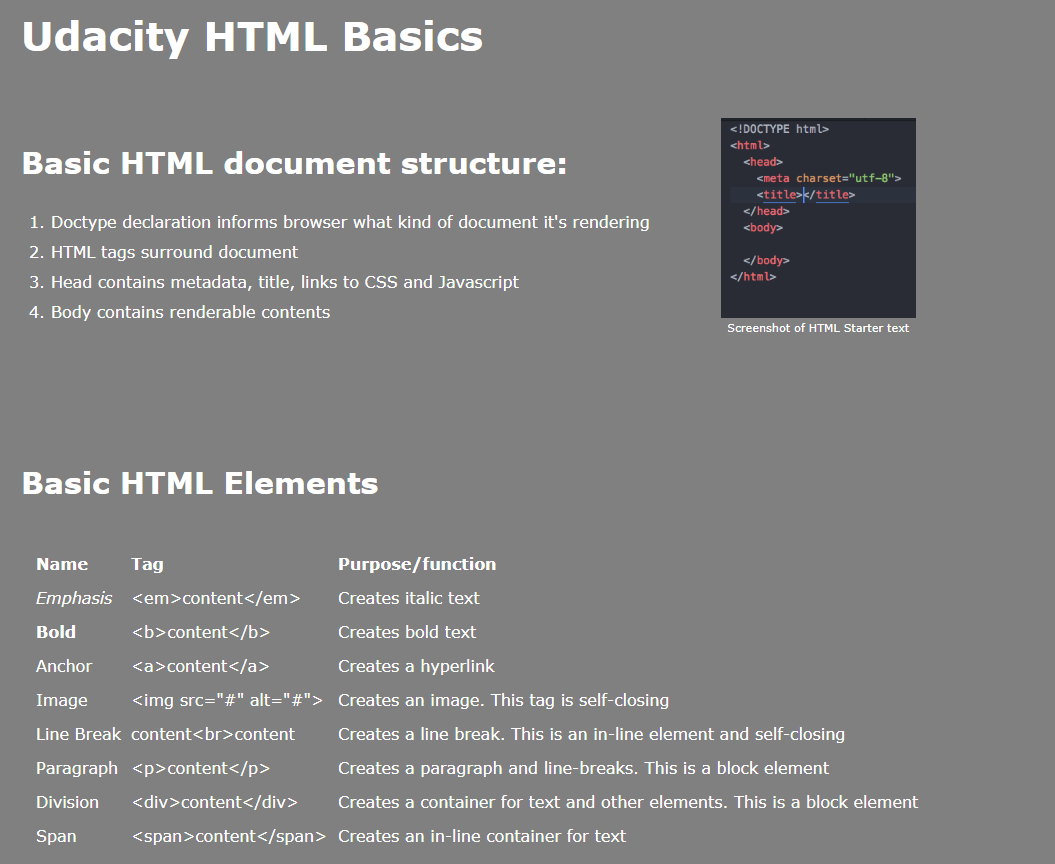 Udacity HTML Basics
Basic HTML document structure:
1. Doctype declaration informs browser what kind of document it's rendering
2. HTML tags surround document
3. Head contains metadata, title, links to CSS and Javascript
4. Body contains renderable contents
<!DOCTYPE html>
<html>
<head>
<meta charset="utf-8">
<title></title>
</head>
<body>
</body>
</html>
Screenshot of HTML Starter text
Basic HTML Elements
Name Tag Purpose/function
Emphasis <em>content</em> Creates italic text
Bold <b>content</b> Creates bold text
Anchor <a>content</a> Creates a hyperlink
Image <img src="#" alt="#"> Creates an image. This tag is self-closing
Line Break content<br>content Creates a line break. This is an in-line element and self-closing
Paragraph <p>content</p> Creates a paragraph and line-breaks. This is a block element
Division <div>content</div> Creates a container for text and other elements. This is a block element
Span <span>content</span> Creates an in-line container for text